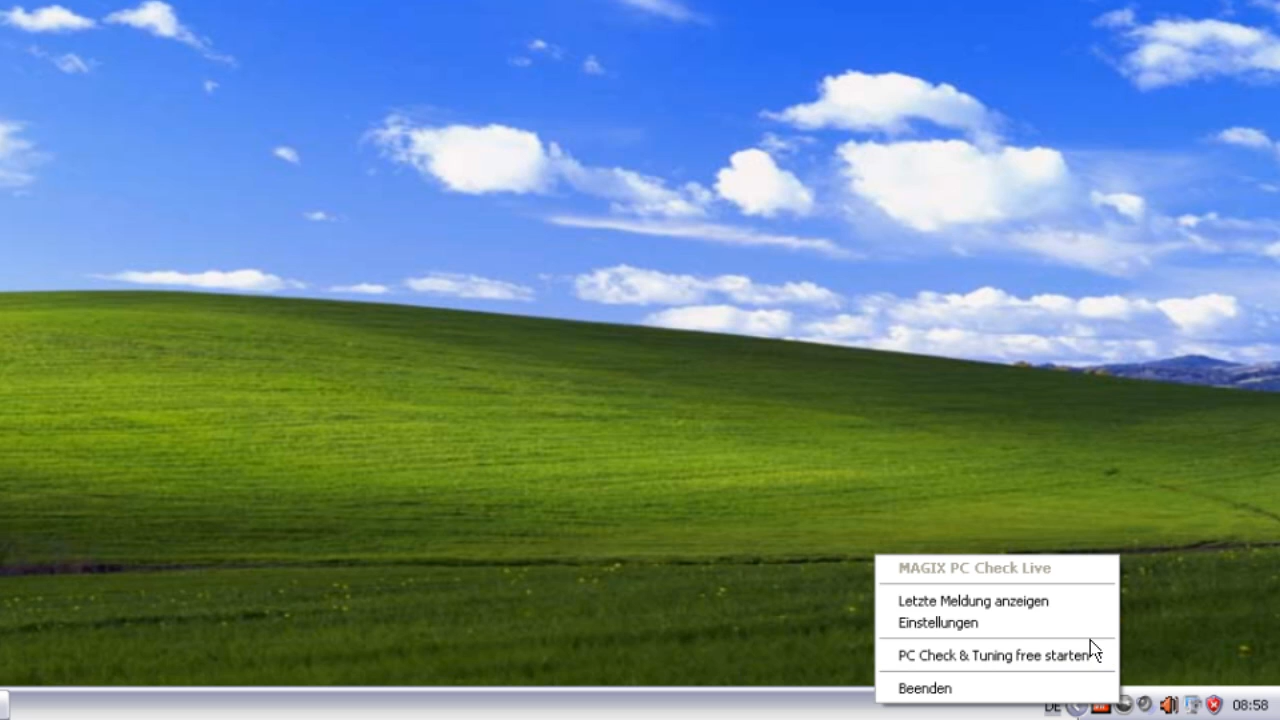 MAGIX PC Check Live
Letzte Meldung anzeigen
Einstellungen
PC Check & Tuning free starten
Beenden
DE
08:58